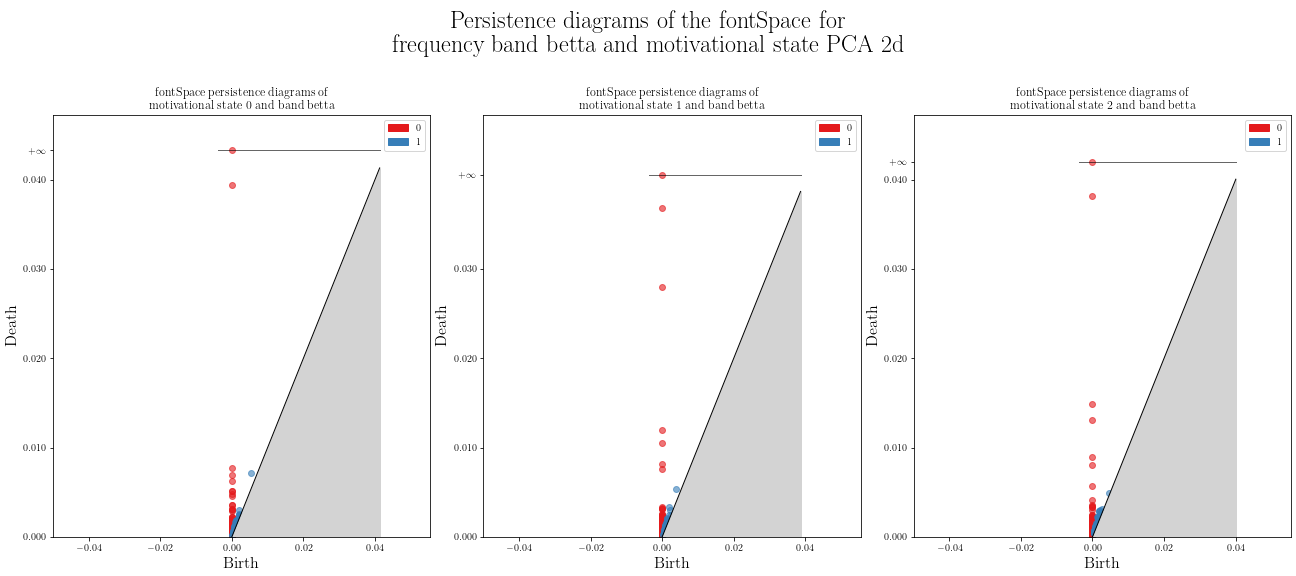 Persistence diagrams of the fontSpace for
frequency band betta and motivational state PCA 2d
fontSpace persistence diagrams of
motivational state 0 and band betta
0
1
+∞
0.040
0.030
0.020
0.010
0.000
Death
−0.04
−0.02
0.00
0.02
0.04
Birth
fontSpace persistence diagrams of
motivational state 1 and band betta
0
1
+∞
0.030
0.020
0.010
0.000
Death
−0.04
−0.02
0.00
0.02
0.04
Birth
fontSpace persistence diagrams of
motivational state 2 and band betta
0
1
+∞
0.040
0.030
0.020
0.010
0.000
Death
−0.04
−0.02
0.00
0.02
0.04
Birth